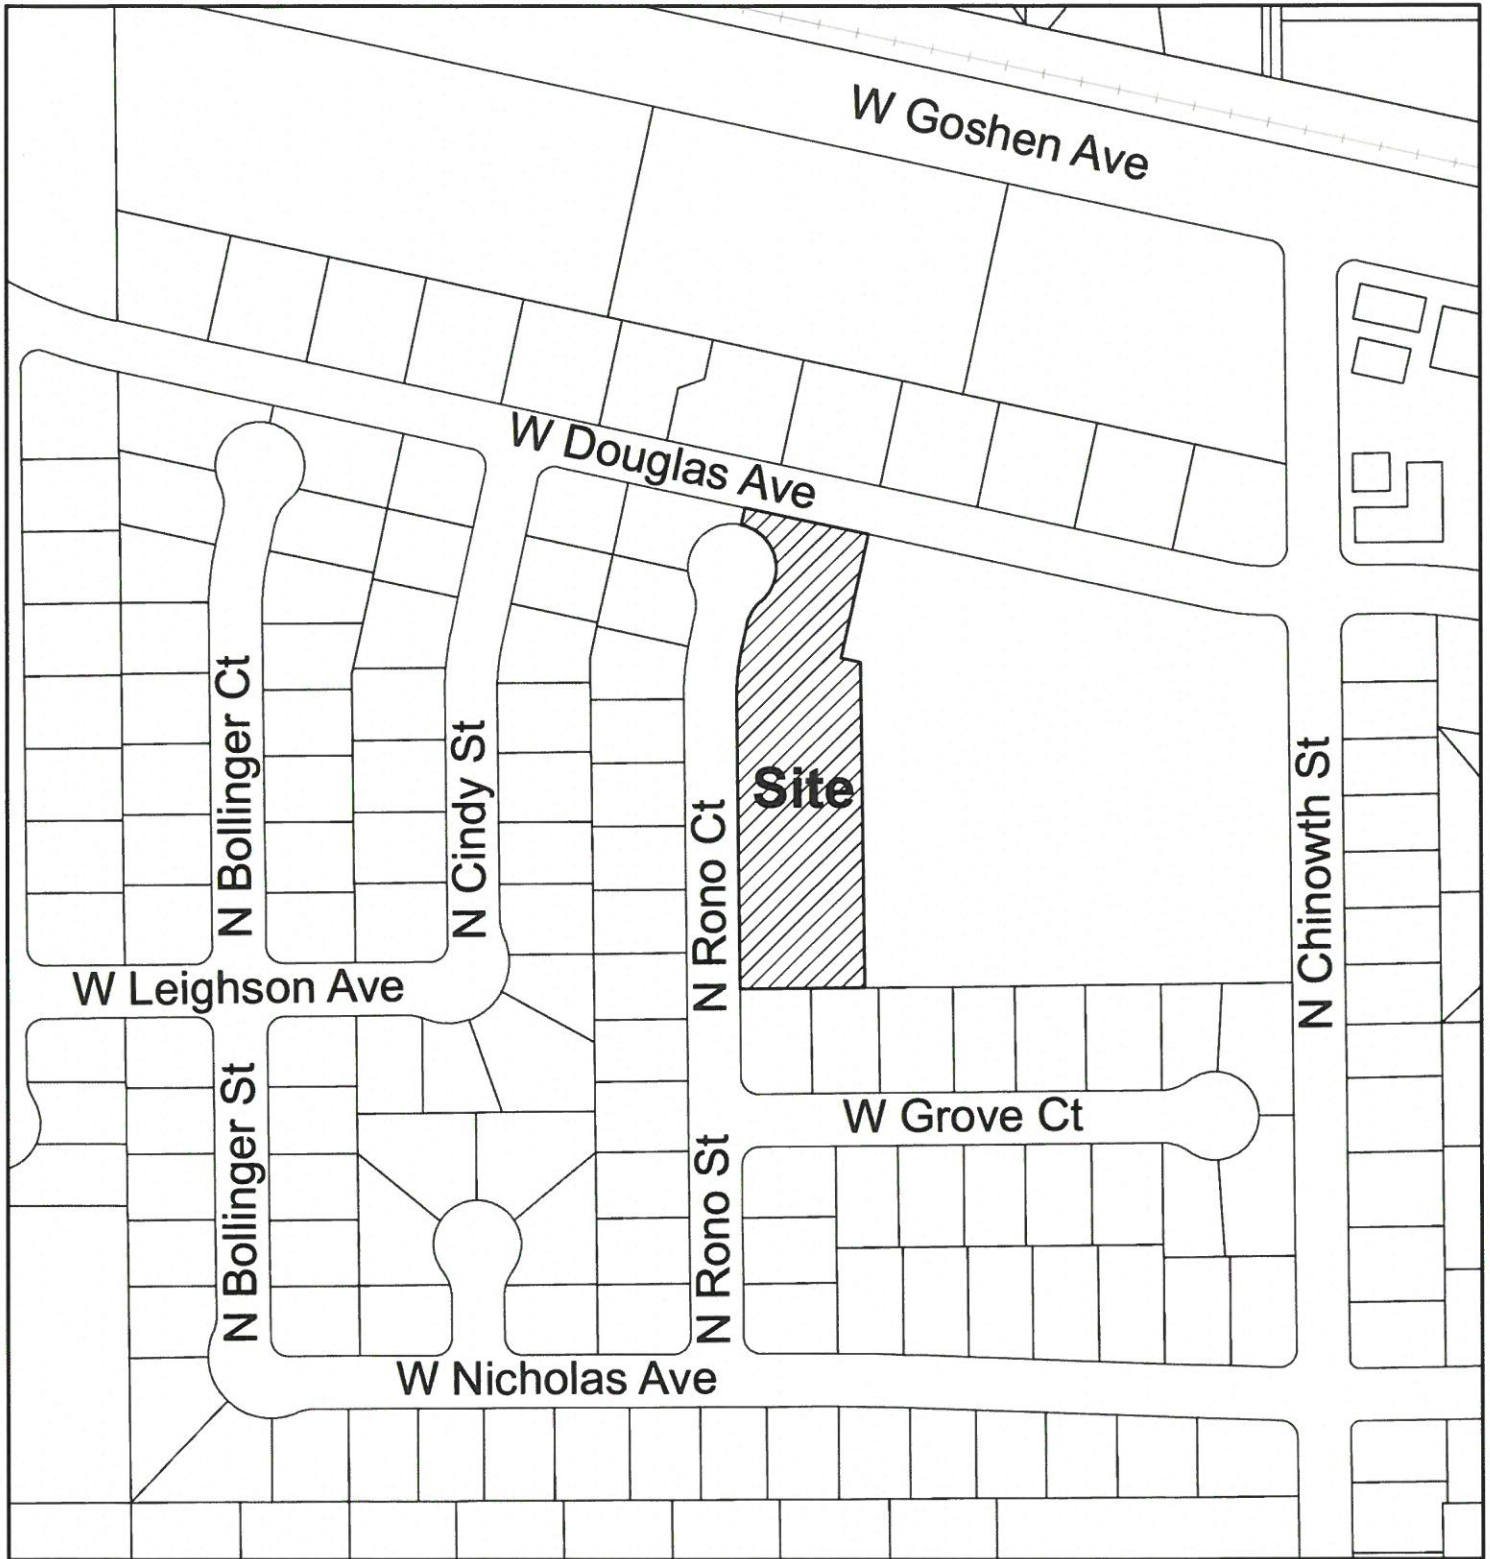 W Goshen Ave
W Douglas Ave
N Bollinger Ct
N Cindy St
Site
N Rono Ct
N Chinowth St
W Leighson Ave
N Bollinger St
W Grove Ct
N Rono St
W Nicholas Ave